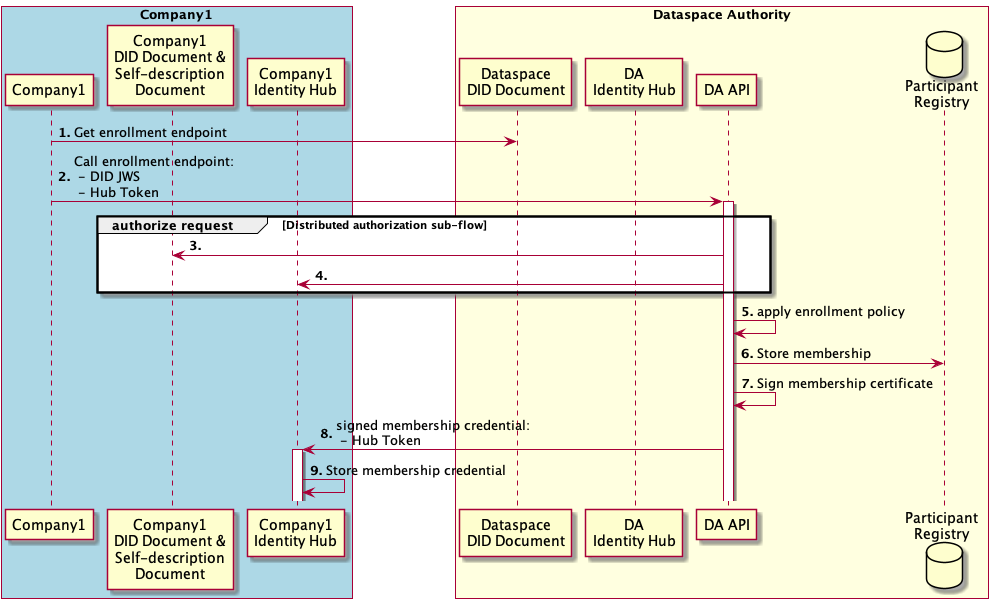 Company1
Dataspace Authority
Company1
Company1
DID Document &
Self-description
Document
Company1
Identity Hub
Dataspace
DID Document
DA
Identity Hub
DA API
Participant
Registry
1. Get enrollment endpoint
Call enrollment endpoint:
2. - DID JWS
- Hub Token
authorize request
[Distributed authorization sub-flow]
3.
4.
5. apply enrollment policy
6. Store membership
7. Sign membership certificate
signed membership credential:
8. - Hub Token
9. Store membership credential
Company1
Company1
DID Document &
Self-description
Document
Company1
Identity Hub
Dataspace
DID Document
DA
Identity Hub
DA API
Participant
Registry